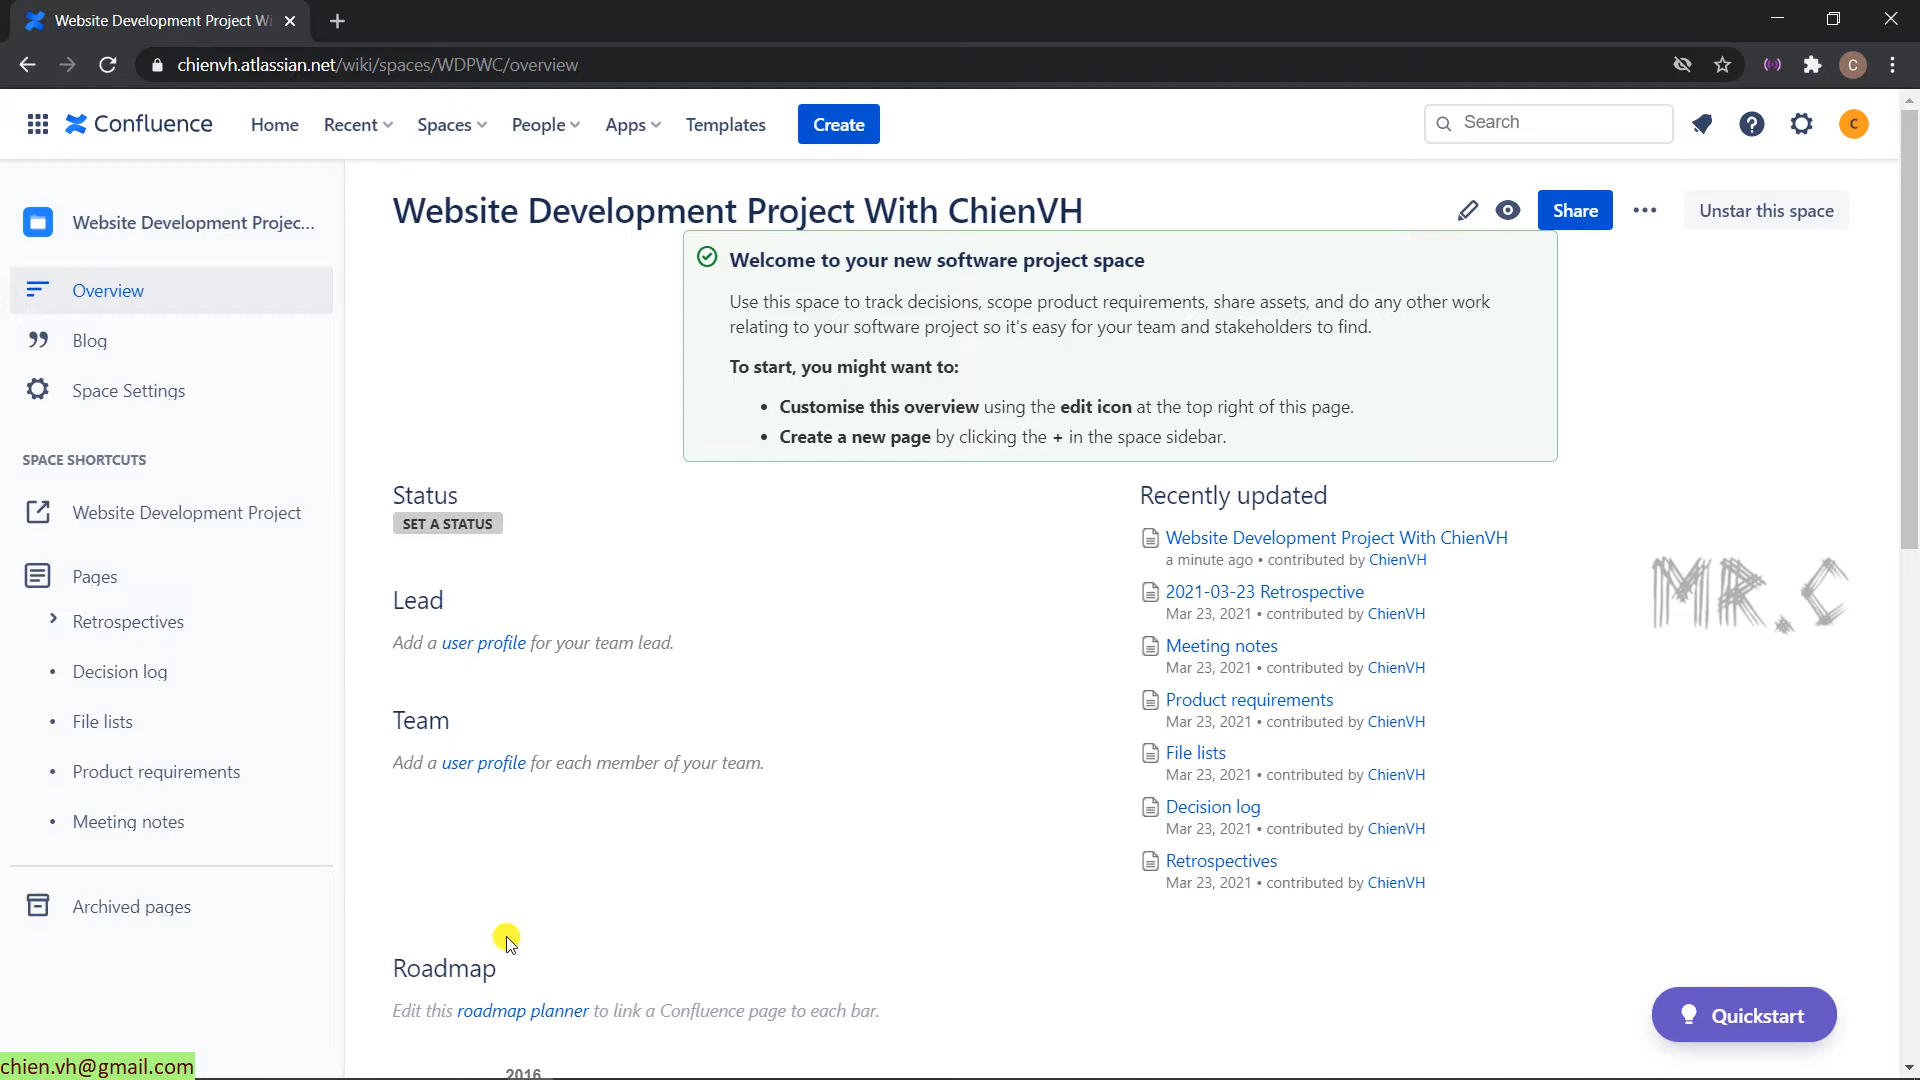 Website Development Project Wi
chienvh.atlassian.net/wiki/spaces/WDPWC/overview
C
Confluence
Home
Recent
Spaces
People
Apps
Templates
Create
Search
C
Website Development Projec...
Overview
Blog
Space Settings
SPACE SHORTCUTS
Website Development Project
Pages
Retrospectives
Decision log
File lists
Product requirements
Meeting notes
Archived pages
Website Development Project With ChienVH
Share
Unstar this space
Welcome to your new software project space
Use this space to track decisions, scope product requirements, share assets, and do any other work
relating to your software project so it's easy for your team and stakeholders to find.
To start, you might want to:
• Customise this overview using the edit icon at the top right of this page.
• Create a new page by clicking the + in the space sidebar.
Status
SET A STATUS
Lead
Add a user profile for your team lead.
Team
Add a user profile for each member of your team.
Recently updated
Website Development Project With ChienVH
a minute ago • contributed by ChienVH
2021-03-23 Retrospective
Mar 23, 2021 • contributed by ChienVH
Meeting notes
Mar 23, 2021 • contributed by ChienVH
Product requirements
Mar 23, 2021 • contributed by ChienVH
File lists
Mar 23, 2021 • contributed by ChienVH
Decision log
Mar 23, 2021 • contributed by ChienVH
Retrospectives
Mar 23, 2021 • contributed by ChienVH
MR.C
Roadmap
Edit this roadmap planner to link a Confluence page to each bar.
2016
Quickstart
chien.vh@gmail.com